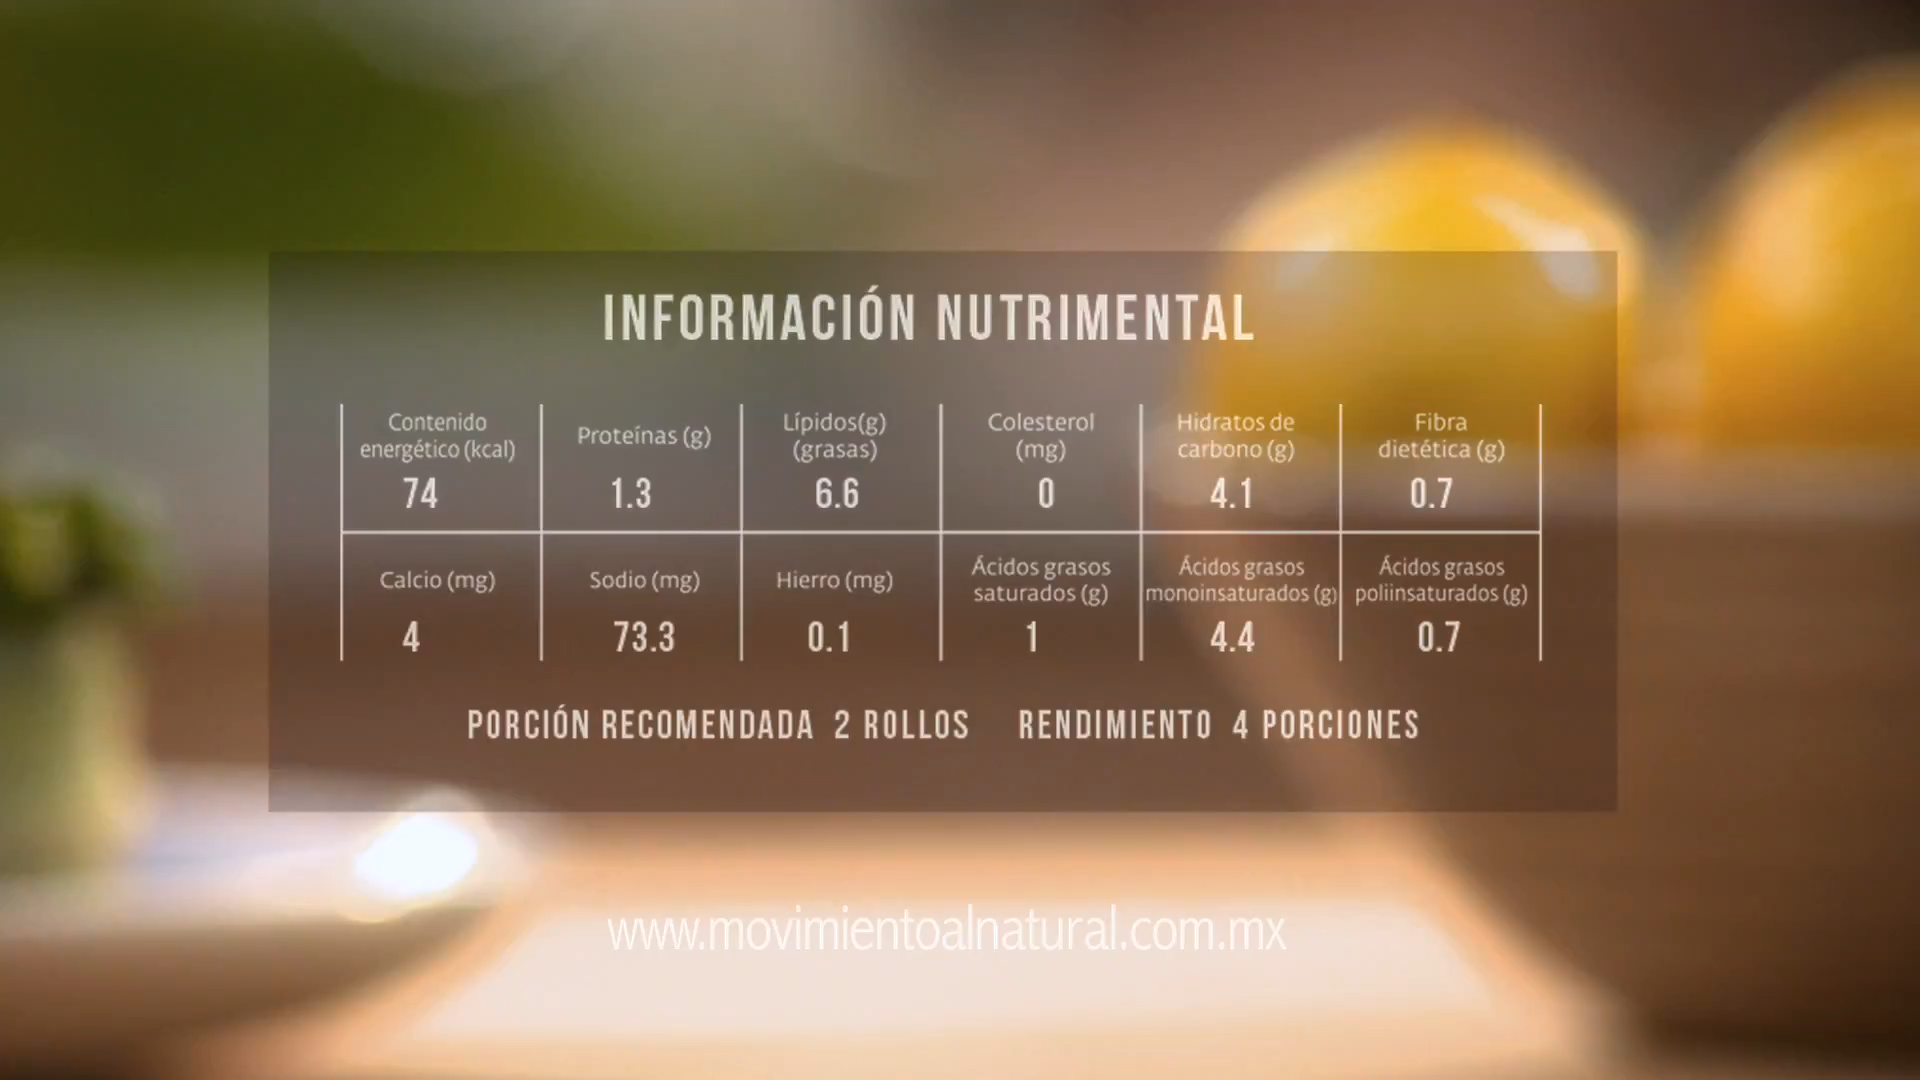 INFORMACIÓN NUTRIMENTAL
Contenido
energético (kcal)
74
Proteínas (g)
1.3
Lípidos(g)
(grasas)
6.6
Colesterol
(mg)
0
Hidratos de
carbono (g)
4.1
Fibra
dietética (g)
0.7
Calcio (mg)
4
Sodio (mg)
73.3
Hierro (mg)
0.1
Ácidos grasos
saturados (g)
1
Ácidos grasos
monoinsaturados (g)
4.4
Ácidos grasos
poliinsaturados (g)
0.7
PORCIÓN RECOMENDADA 2 ROLLOS RENDIMIENTO 4 PORCIONES
www.movimientoalnatural.com.mx